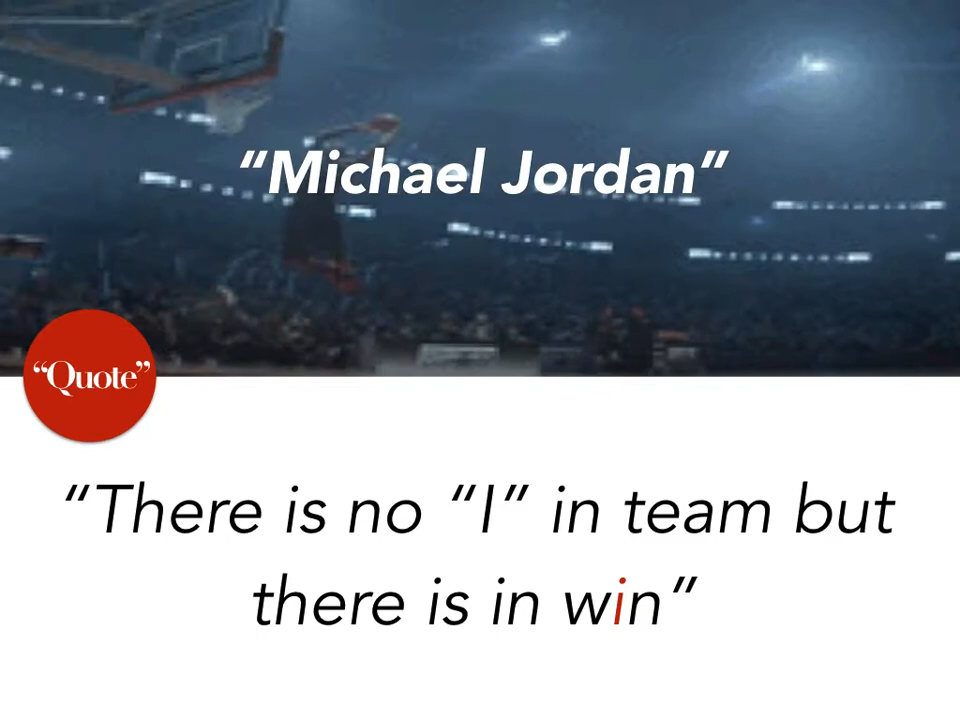 “Michael Jordan”
“Quote”
“There is no “I” in team but
there is in win”